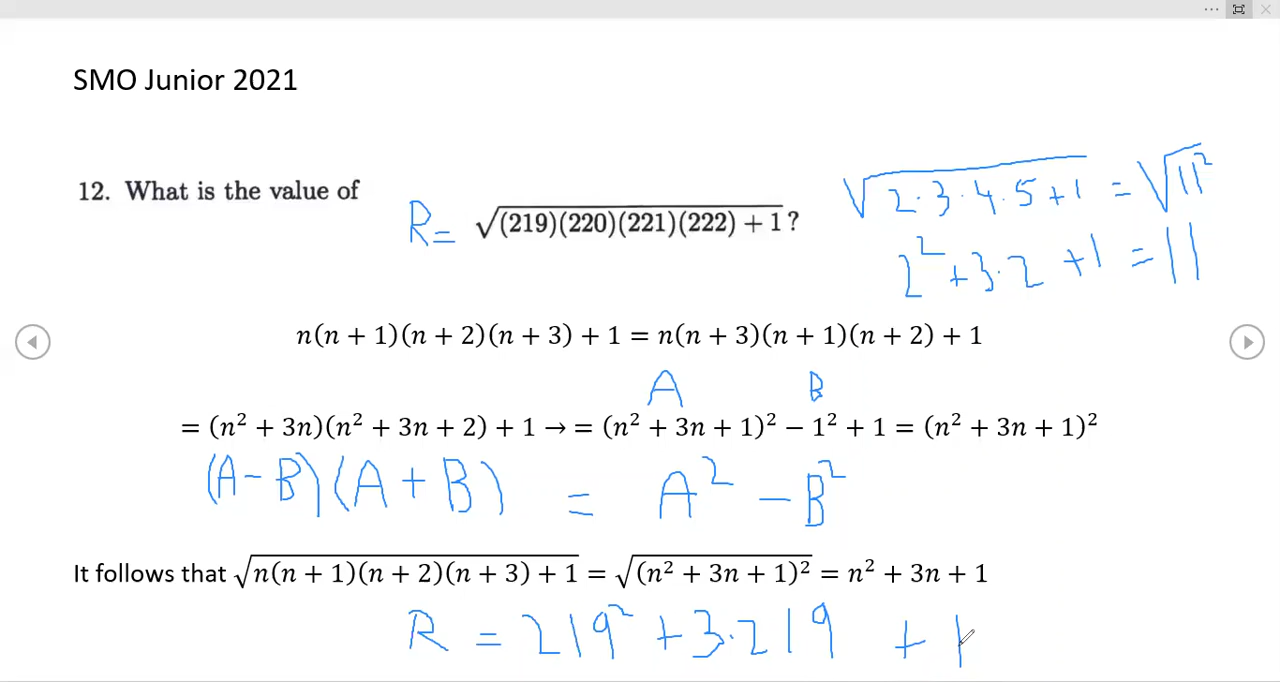 SMO Junior 2021
12. What is the value of
R = √(219)(220)(221)(222) + 1 ?
√2·3·4·5+1 = √11²
2² + 3·2 + 1 = 11
n(n + 1)(n + 2)(n + 3) + 1 = n(n + 3)(n + 1)(n + 2) + 1
A B
= (n² + 3n)(n² + 3n + 2) + 1 → = (n² + 3n + 1)² − 1² + 1 = (n² + 3n + 1)²
(A − B)(A + B) = A² − B²
It follows that √n(n + 1)(n + 2)(n + 3) + 1 = √(n² + 3n + 1)² = n² + 3n + 1
R = 219² + 3·219 + 1